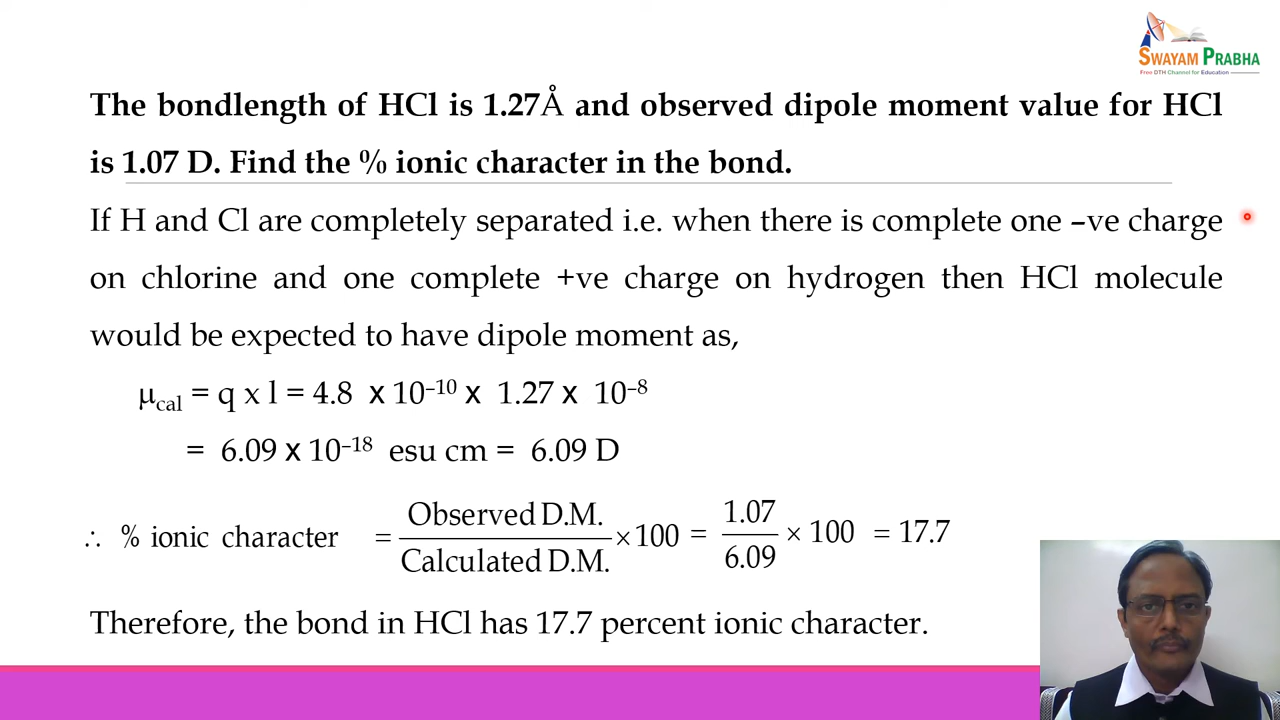 SWAYAM PRABHA
Free DTH Channel for Education
The bondlength of HCl is 1.27Å and observed dipole moment value for HCl
is 1.07 D. Find the % ionic character in the bond.
If H and Cl are completely separated i.e. when there is complete one –ve charge
on chlorine and one complete +ve charge on hydrogen then HCl molecule
would be expected to have dipole moment as,
μcal = q x l = 4.8 x 10⁻¹⁰ x 1.27 x 10⁻⁸
= 6.09 x 10⁻¹⁸ esu cm = 6.09 D
∴ % ionic character = Observed D.M. / Calculated D.M. × 100 = 1.07 / 6.09 × 100 = 17.7
Therefore, the bond in HCl has 17.7 percent ionic character.